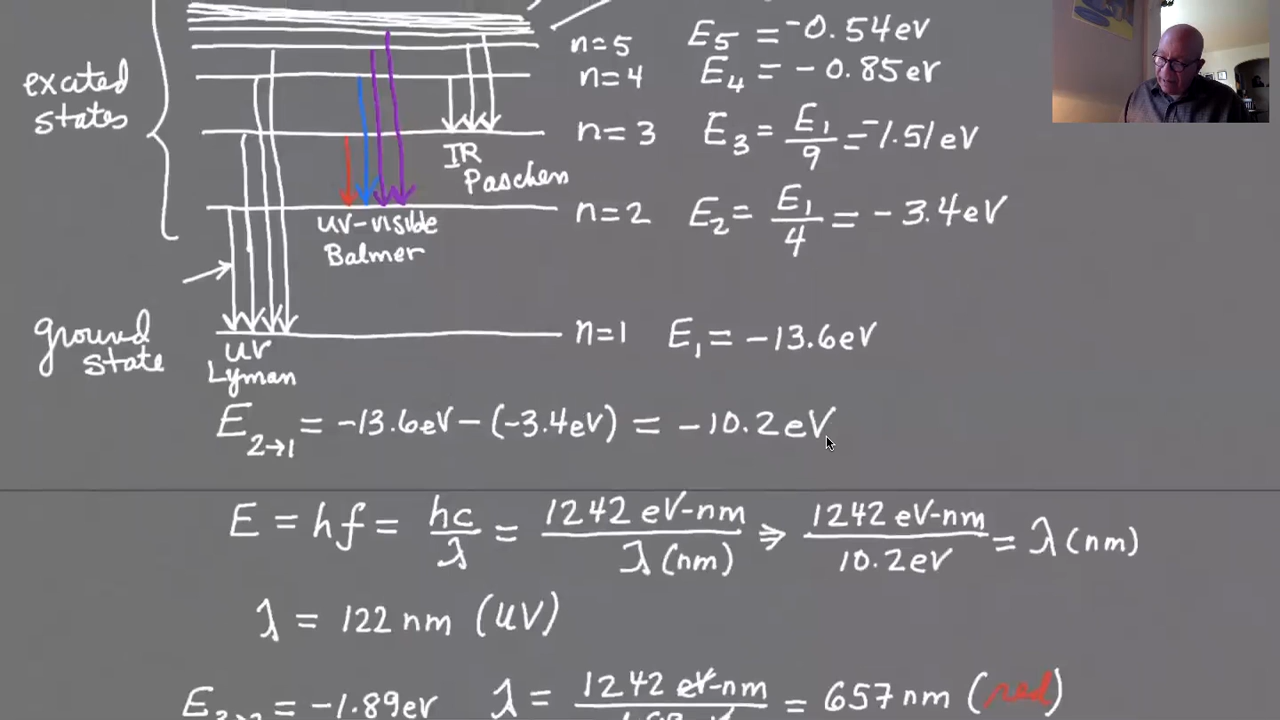 n=5 E₅ = -0.54eV
excited states
n=4 E₄ = -0.85eV
n=3 E₃ = E₁/9 = -1.51eV
IR
Paschen
n=2 E₂ = E₁/4 = -3.4eV
uv-visible
Balmer
ground state
n=1 E₁ = -13.6eV
uv
Lyman
E₂→₁ = -13.6eV - (-3.4eV) = -10.2eV
E = hf = hc/λ = 1242 eV-nm/λ(nm) ⇒ 1242 eV-nm/10.2eV = λ(nm)
λ = 122 nm (UV)
= -1.89eV λ = 1242 eV-nm = 657 nm (red)